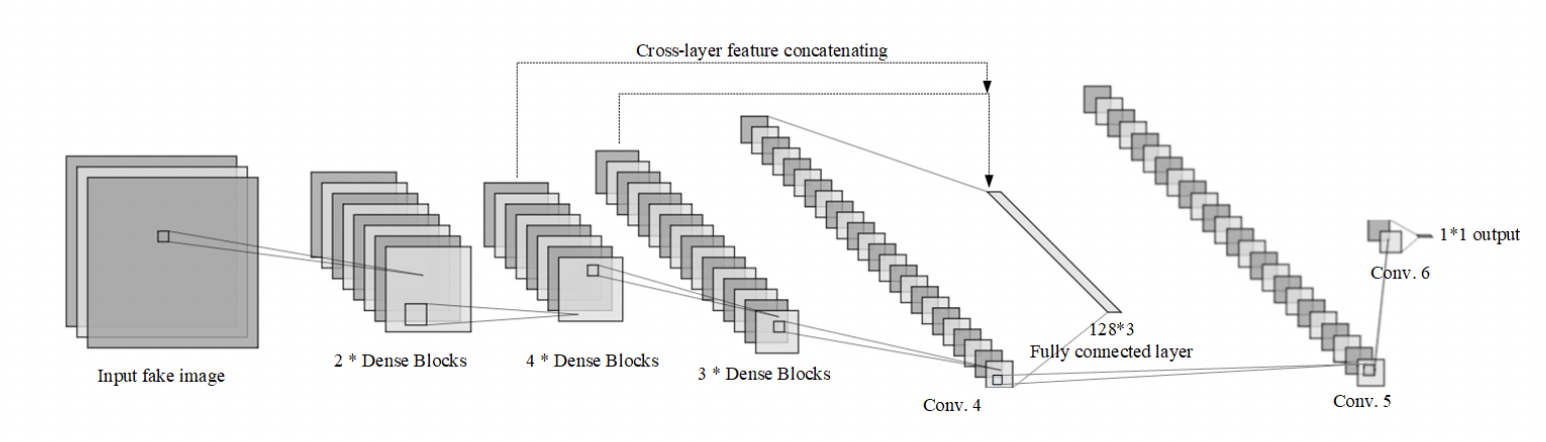 Cross-layer feature concatenating
Input fake image
2 * Dense Blocks
4 * Dense Blocks
3 * Dense Blocks
Conv. 4
128*3
Fully connected layer
Conv. 5
Conv. 6
1*1 output